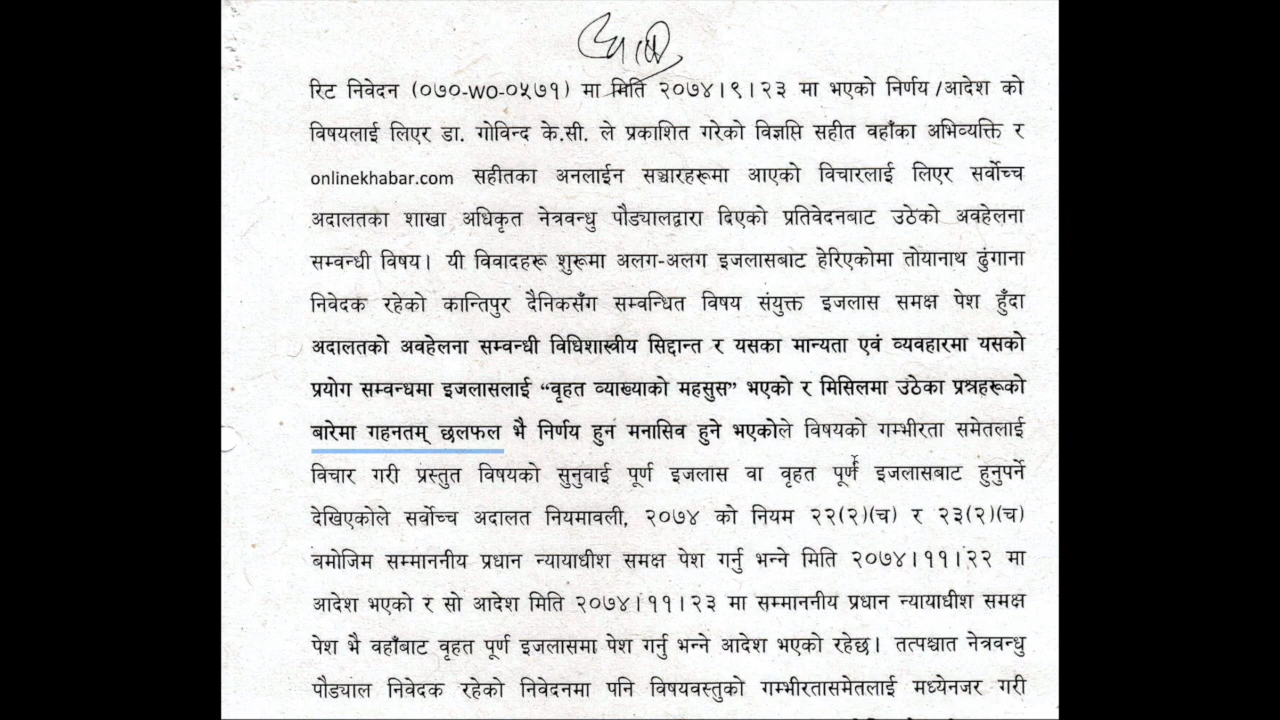 रिट निवेदन (०७०-WO-०५७१) मा मिति २०७४।९।२३ मा भएको निर्णय/आदेश को
विषयलाई लिएर डा. गोविन्द के.सी. ले प्रकाशित गरेको विज्ञप्ति सहीत वहाँका अभिव्यक्ति र
onlinekhabar.com सहीतका अनलाईन सञ्चारहरूमा आएको विचारलाई लिएर सर्वोच्च
अदालतका शाखा अधिकृत नेत्रवन्धु पौड्यालद्वारा दिएको प्रतिवेदनबाट उठेको अवहेलना
सम्वन्धी विषय। यी विवादहरू शुरूमा अलग-अलग इजलासबाट हेरिएकोमा तोयानाथ ढुंगाना
निवेदक रहेको कान्तिपुर दैनिकसँग सम्वन्धित विषय संयुक्त इजलास समक्ष पेश हुँदा
अदालतको अवहेलना सम्वन्धी विधिशास्त्रीय सिद्दान्त र यसका मान्यता एवं व्यवहारमा यसको
प्रयोग सम्वन्धमा इजलासलाई “वृहत व्याख्याको महसुस” भएको र मिसिलमा उठेका प्रश्नहरूको
बारेमा गहनतम् छलफल भै निर्णय हुन मनासिव हुने भएकोले विषयको गम्भीरता समेतलाई
विचार गरी प्रस्तुत विषयको सुनुवाई पूर्ण इजलास वा वृहत पूर्ण इजलासबाट हुनुपर्ने
देखिएकोले सर्वोच्च अदालत नियमावली, २०७४ को नियम २२(२)(च) र २३(२)(च)
बमोजिम सम्माननीय प्रधान न्यायाधीश समक्ष पेश गर्नु भन्ने मिति २०७४।११।२२ मा
आदेश भएको र सो आदेश मिति २०७४।११।२३ मा सम्माननीय प्रधान न्यायाधीश समक्ष
पेश भै वहाँबाट वृहत पूर्ण इजलासमा पेश गर्नु भन्ने आदेश भएको रहेछ। तत्पश्चात नेत्रवन्धु
पौड्याल निवेदक रहेको निवेदनमा पनि विषयवस्तुको गम्भीरतासमेतलाई मध्येनजर गरी